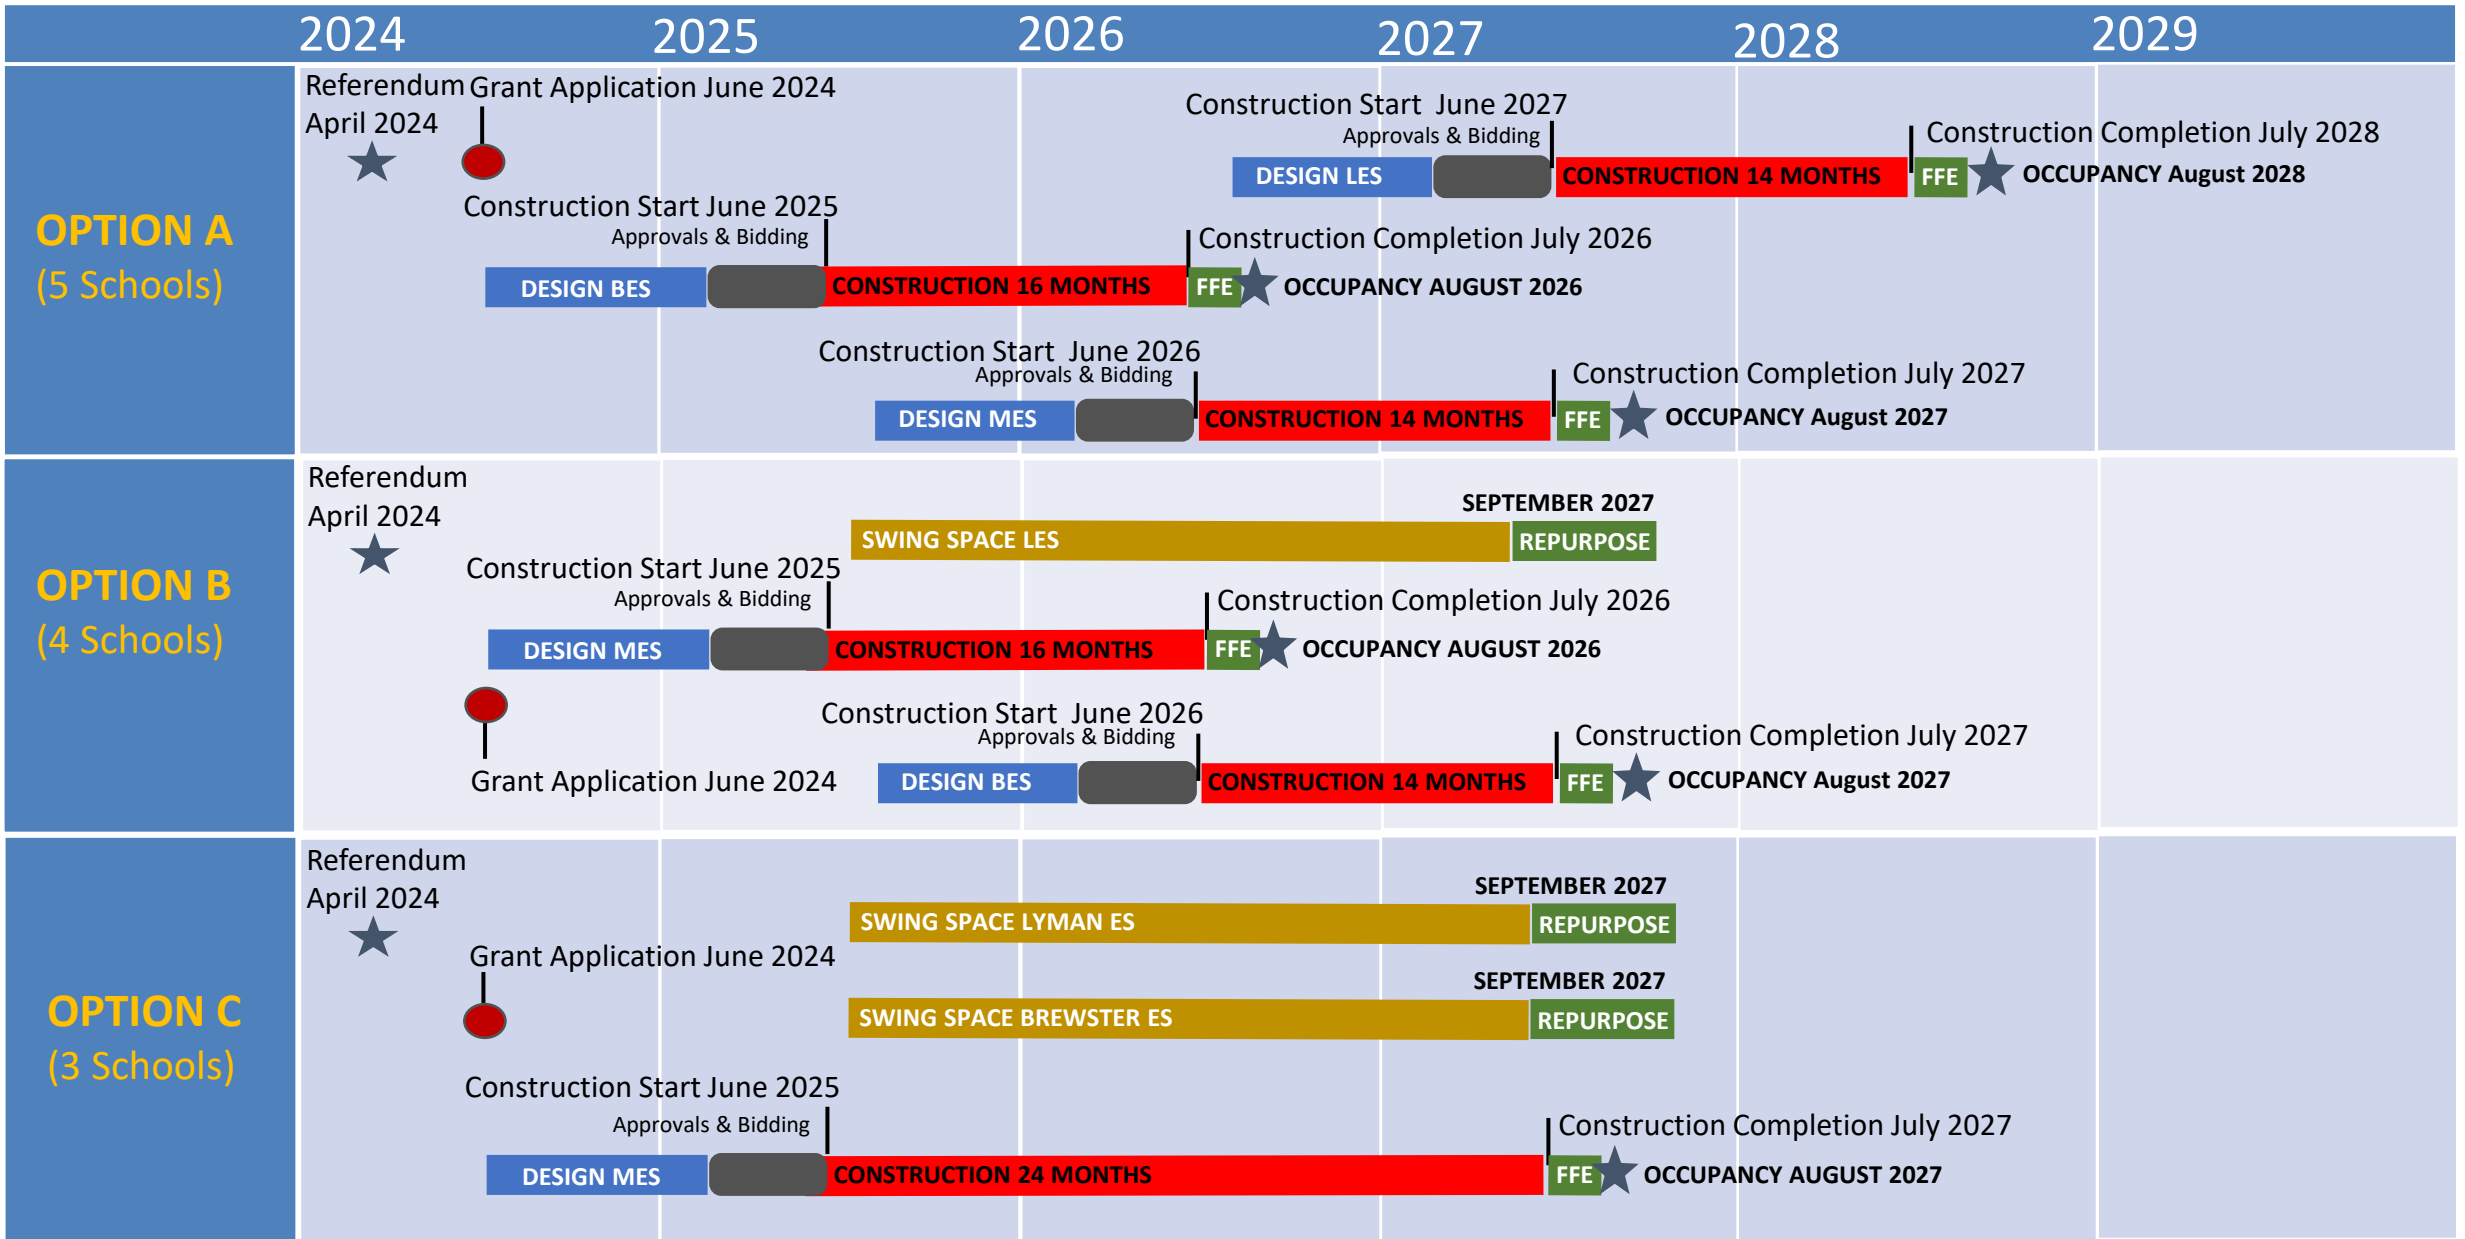 2024 2025 2026 2027 2028 2029
OPTION A
(5 Schools)
Referendum
April 2024
Grant Application June 2024
Construction Start  June 2027
Approvals & Bidding
Construction Completion July 2028
DESIGN LES
CONSTRUCTION 14 MONTHS
FFE
OCCUPANCY August 2028
Construction Start June 2025
Approvals & Bidding
Construction Completion July 2026
DESIGN BES
CONSTRUCTION 16 MONTHS
FFE
OCCUPANCY AUGUST 2026
Construction Start  June 2026
Approvals & Bidding
Construction Completion July 2027
DESIGN MES
CONSTRUCTION 14 MONTHS
FFE
OCCUPANCY August 2027
OPTION B
(4 Schools)
Referendum
April 2024
SEPTEMBER 2027
SWING SPACE LES
REPURPOSE
Construction Start June 2025
Approvals & Bidding
Construction Completion July 2026
DESIGN MES
CONSTRUCTION 16 MONTHS
FFE
OCCUPANCY AUGUST 2026
Grant Application June 2024
Construction Start  June 2026
Approvals & Bidding
Construction Completion July 2027
DESIGN BES
CONSTRUCTION 14 MONTHS
FFE
OCCUPANCY August 2027
OPTION C
(3 Schools)
Referendum
April 2024
SEPTEMBER 2027
SWING SPACE LYMAN ES
REPURPOSE
Grant Application June 2024
SEPTEMBER 2027
SWING SPACE BREWSTER ES
REPURPOSE
Construction Start June 2025
Approvals & Bidding
Construction Completion July 2027
DESIGN MES
CONSTRUCTION 24 MONTHS
FFE
OCCUPANCY AUGUST 2027